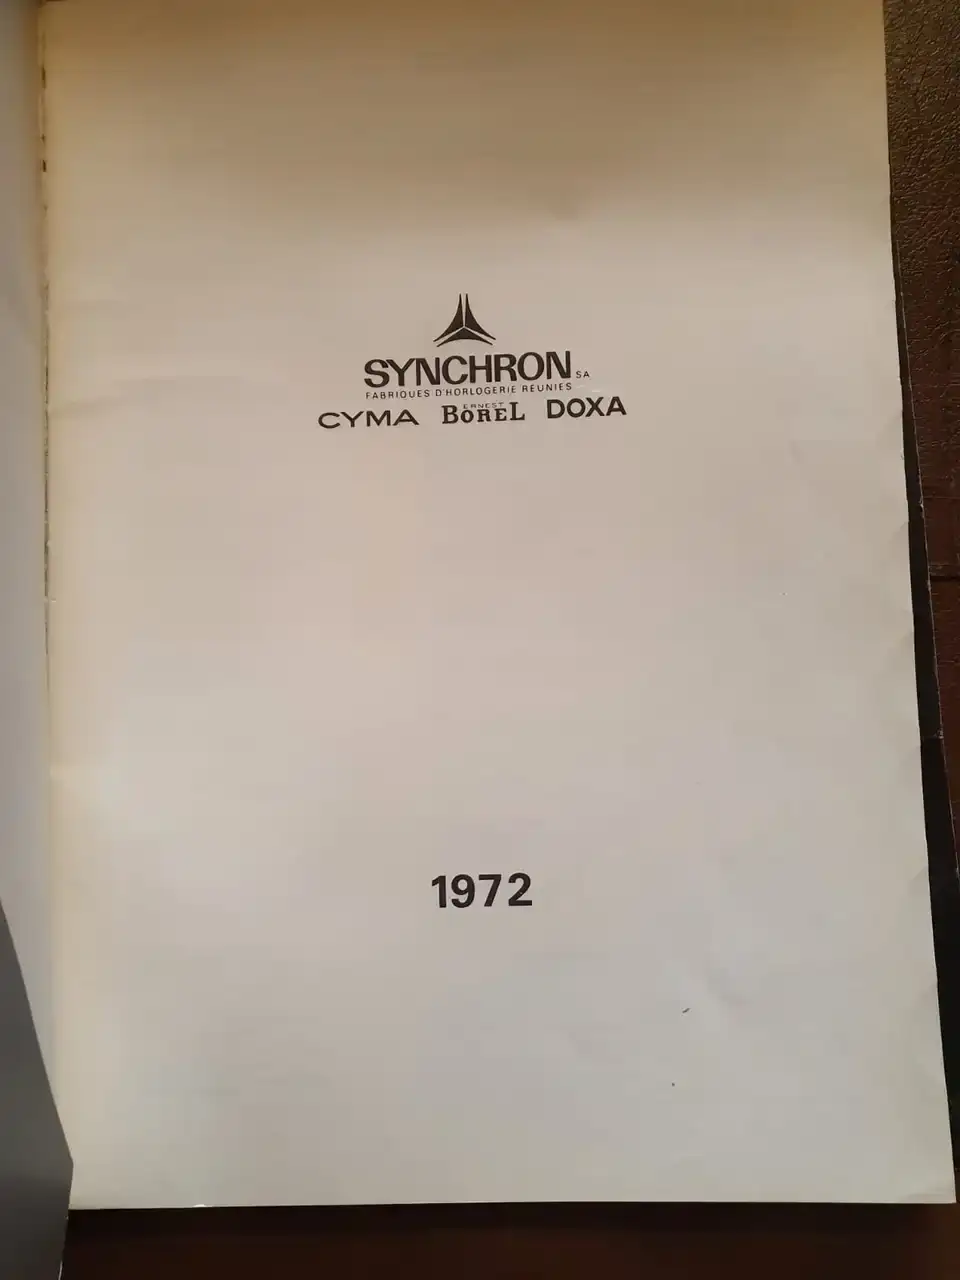 SYNCHRON SA
FABRIQUES D'HORLOGERIE REUNIES
CYMA ERNEST BOREL DOXA
1972